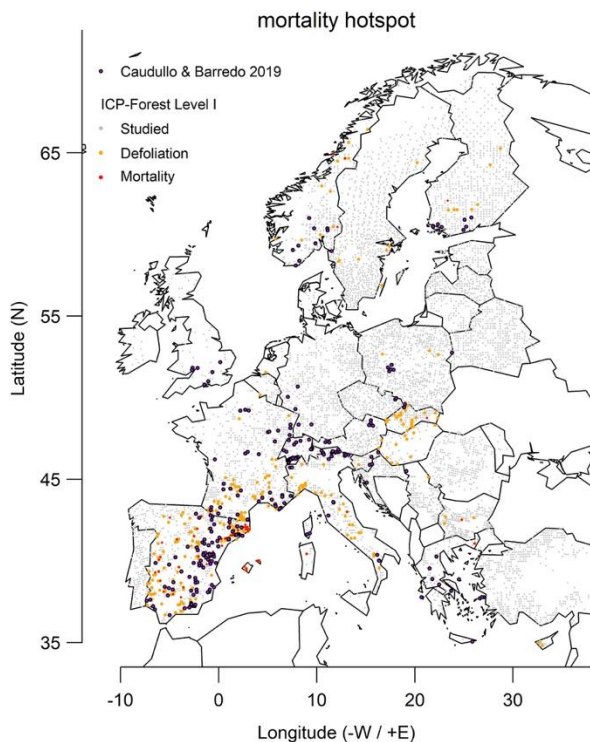 mortality hotspot
Caudullo & Barredo 2019
ICP-Forest Level I
Studied
Defoliation
Mortality
65
55
45
35
Latitude (N)
-10 0 10 20 30
Longitude (-W / +E)